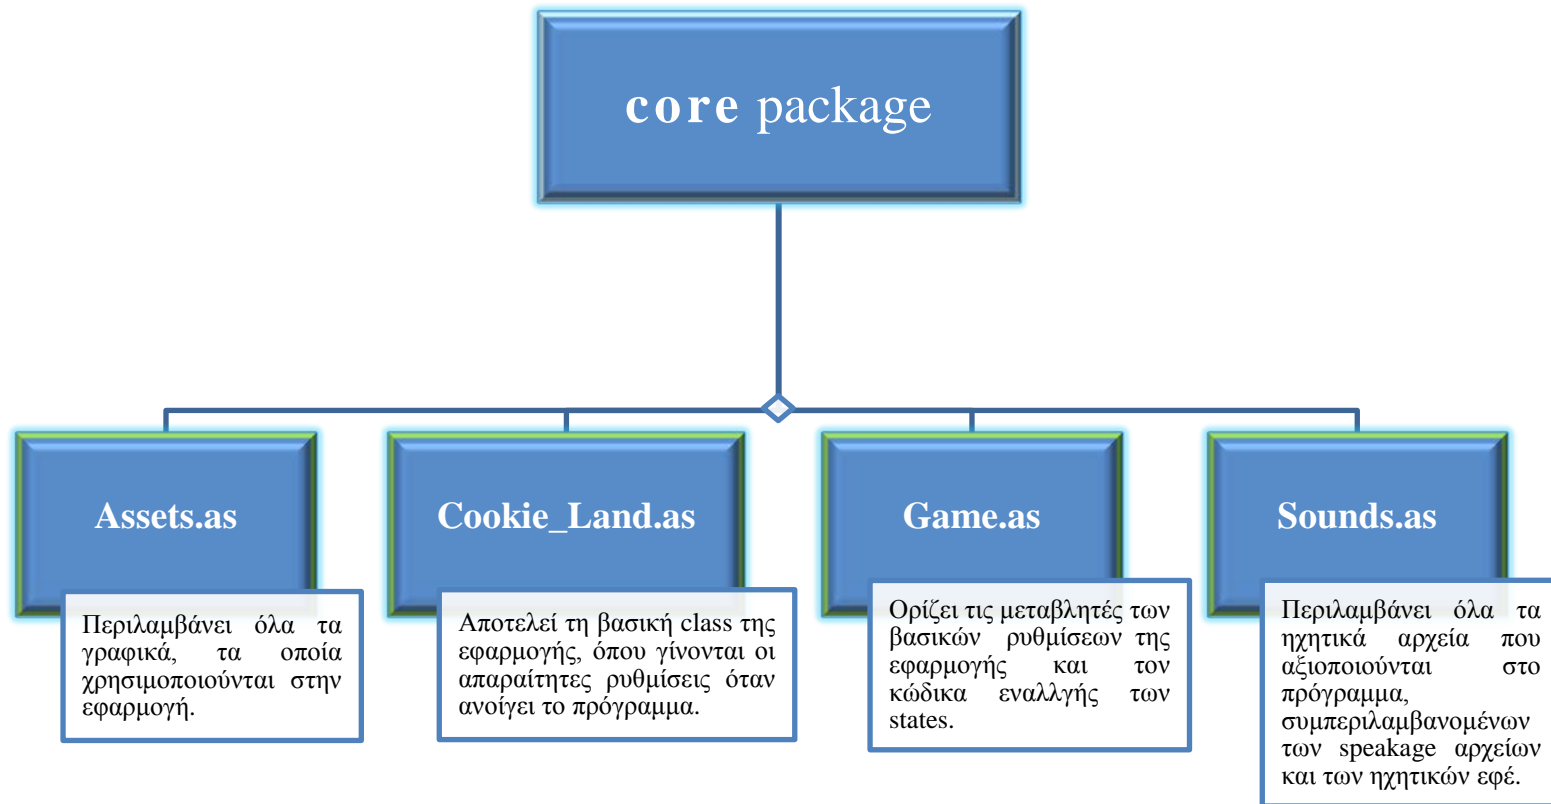 core package
Assets.as
Περιλαμβάνει όλα τα
γραφικά, τα οποία
χρησιμοποιούνται στην
εφαρμογή.
Cookie_Land.as
Αποτελεί τη βασική class της
εφαρμογής, όπου γίνονται οι
απαραίτητες ρυθμίσεις όταν
ανοίγει το πρόγραμμα.
Game.as
Ορίζει τις μεταβλητές των
βασικών ρυθμίσεων της
εφαρμογής και τον
κώδικα εναλλγής των
states.
Sounds.as
Περιλαμβάνει όλα τα
ηχητικά αρχεία που
αξιοποιούνται στο
πρόγραμμα,
συμπεριλαμβανομένων
των speakage αρχείων
και των ηχητικών εφέ.